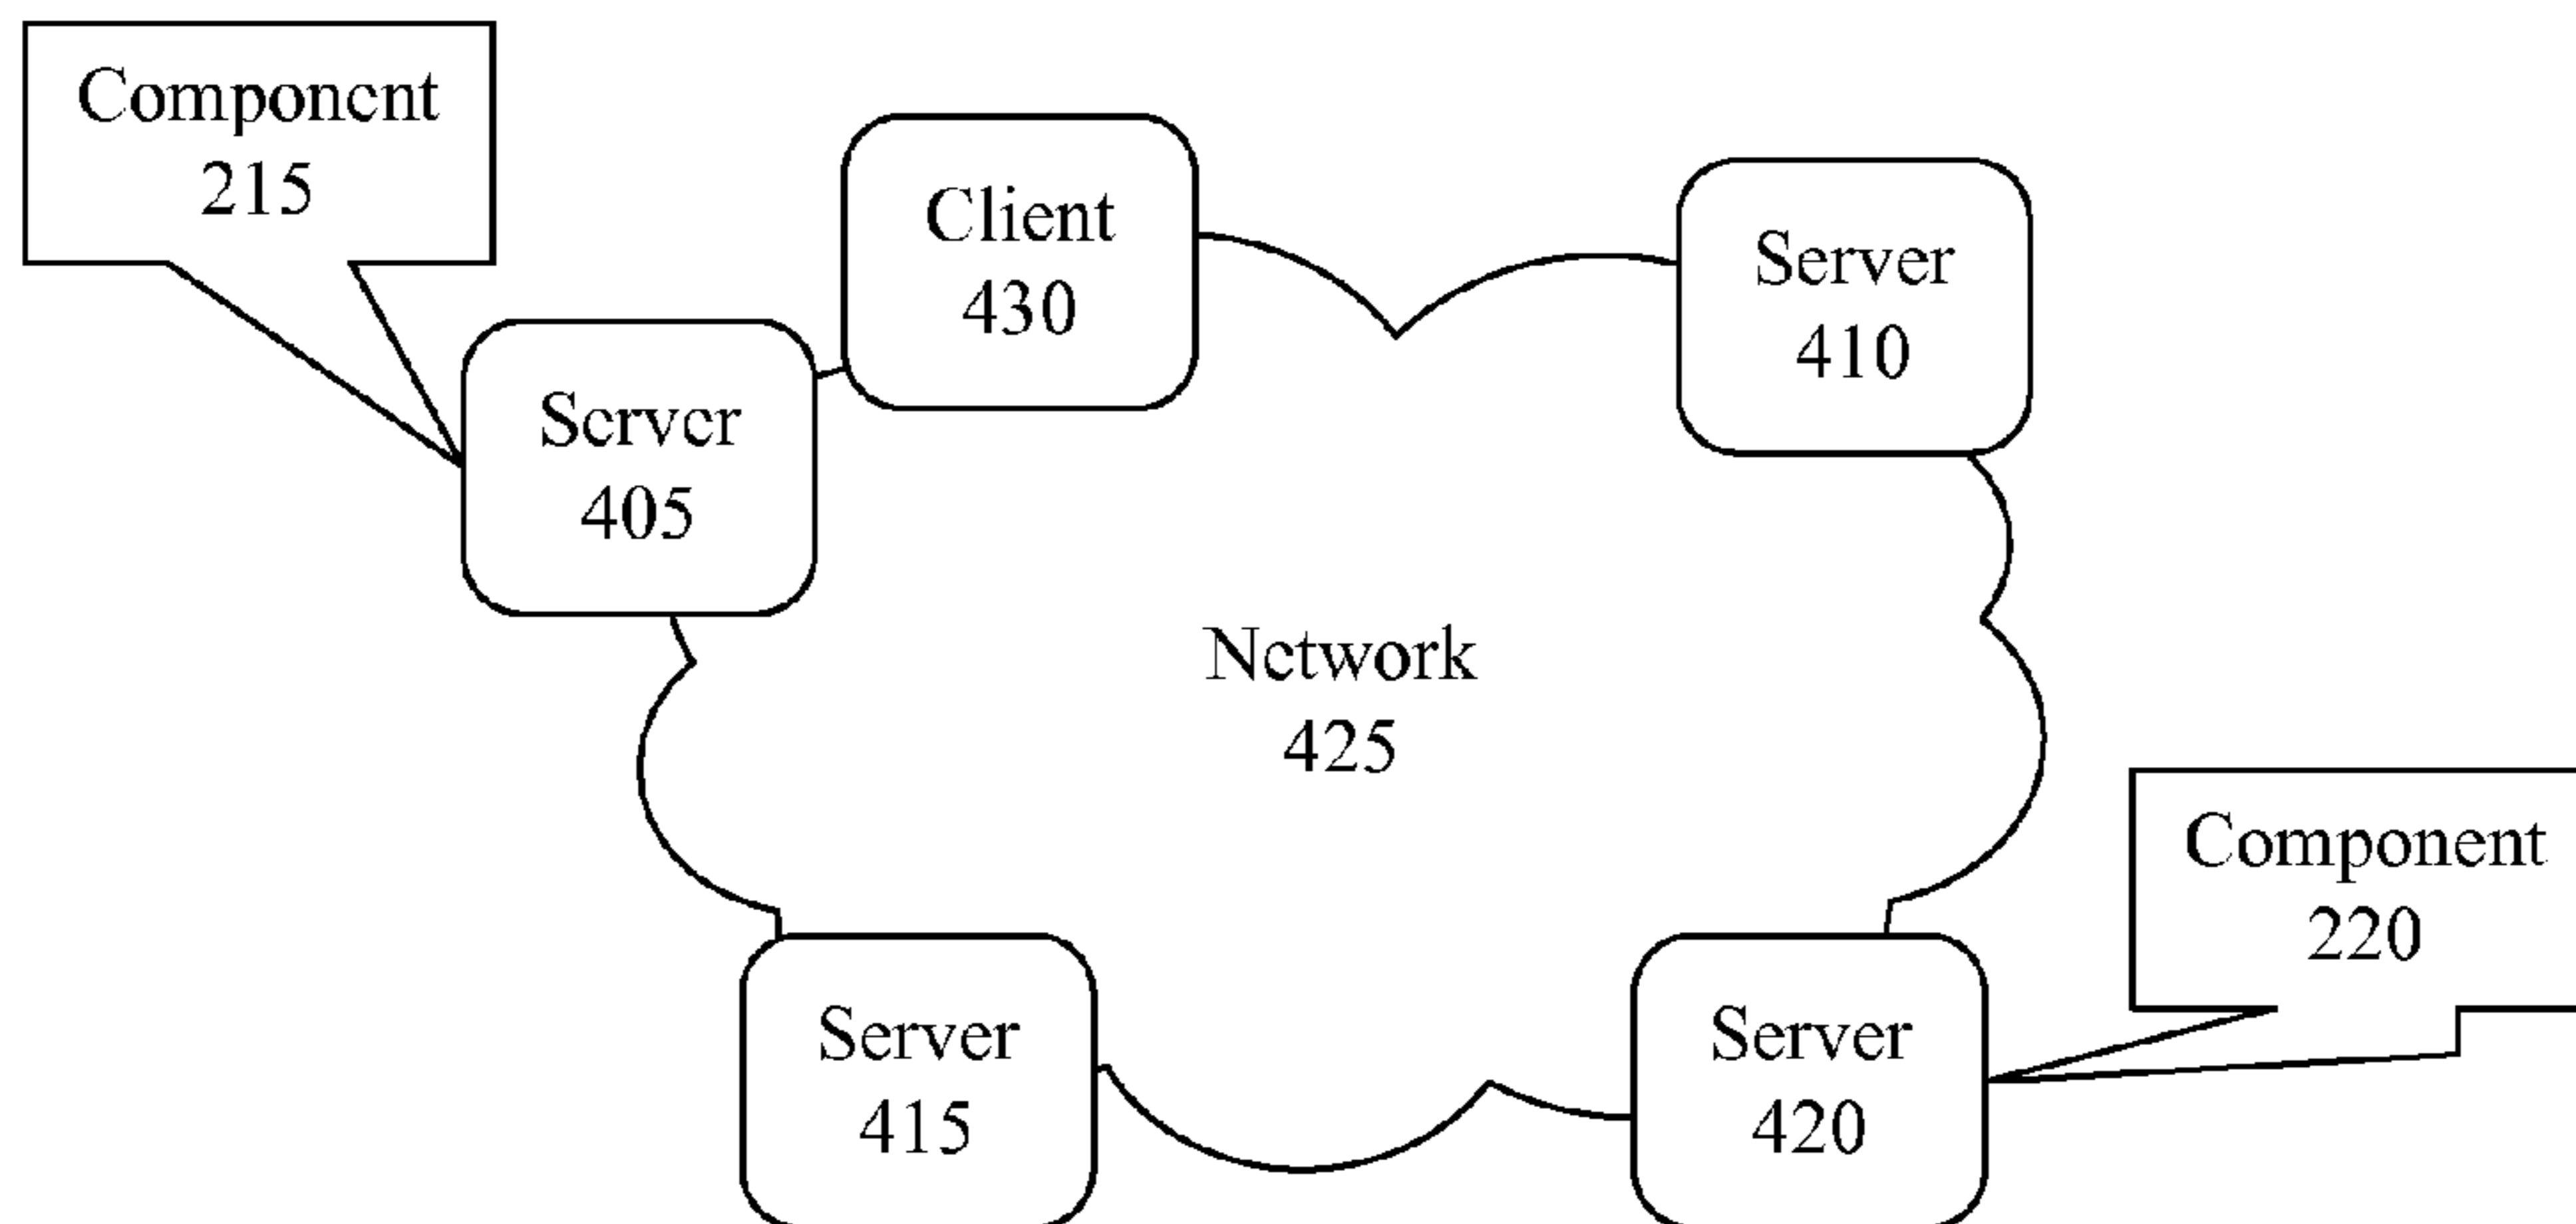 Component
215
Client
430
Server
410
Server
405
Network
425
Component
220
Server
415
Server
420